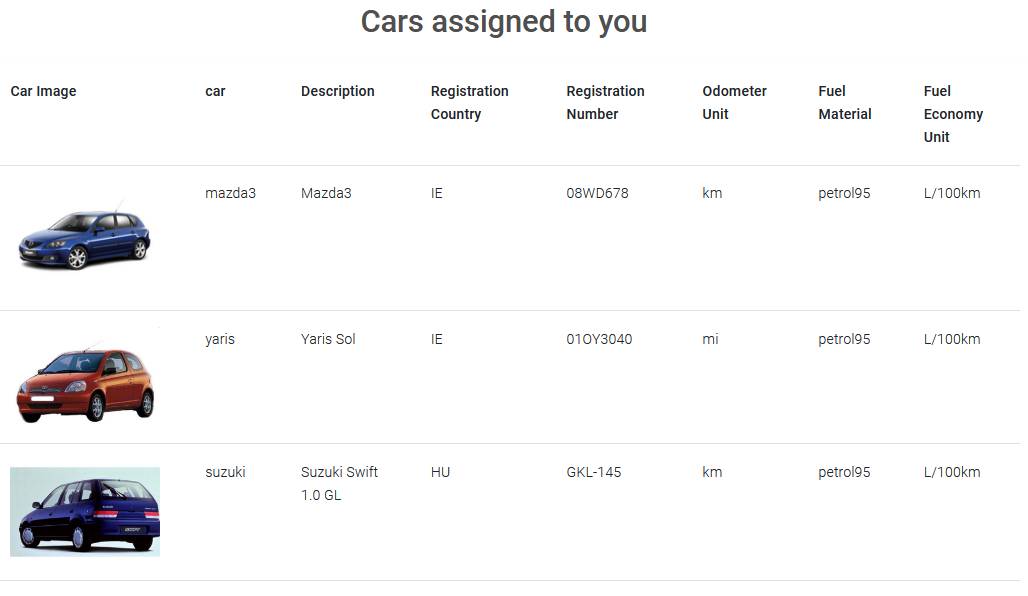 Cars assigned to you
Car Image car Description Registration Country Registration Number Odometer Unit Fuel Material Fuel Economy Unit
mazda3 Mazda3 IE 08WD678 km petrol95 L/100km
yaris Yaris Sol IE 01OY3040 mi petrol95 L/100km
suzuki Suzuki Swift 1.0 GL HU GKL-145 km petrol95 L/100km